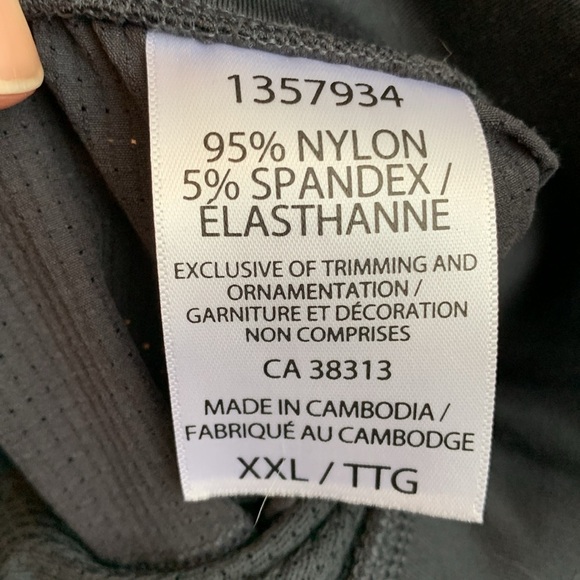 1357934
95% NYLON
5% SPANDEX /
ÉLASTHANNE
EXCLUSIVE OF TRIMMING AND
ORNAMENTATION /
GARNITURE ET DÉCORATION
NON COMPRISES
CA 38313
MADE IN CAMBODIA /
FABRIQUÉ AU CAMBODGE
XXL / TTG